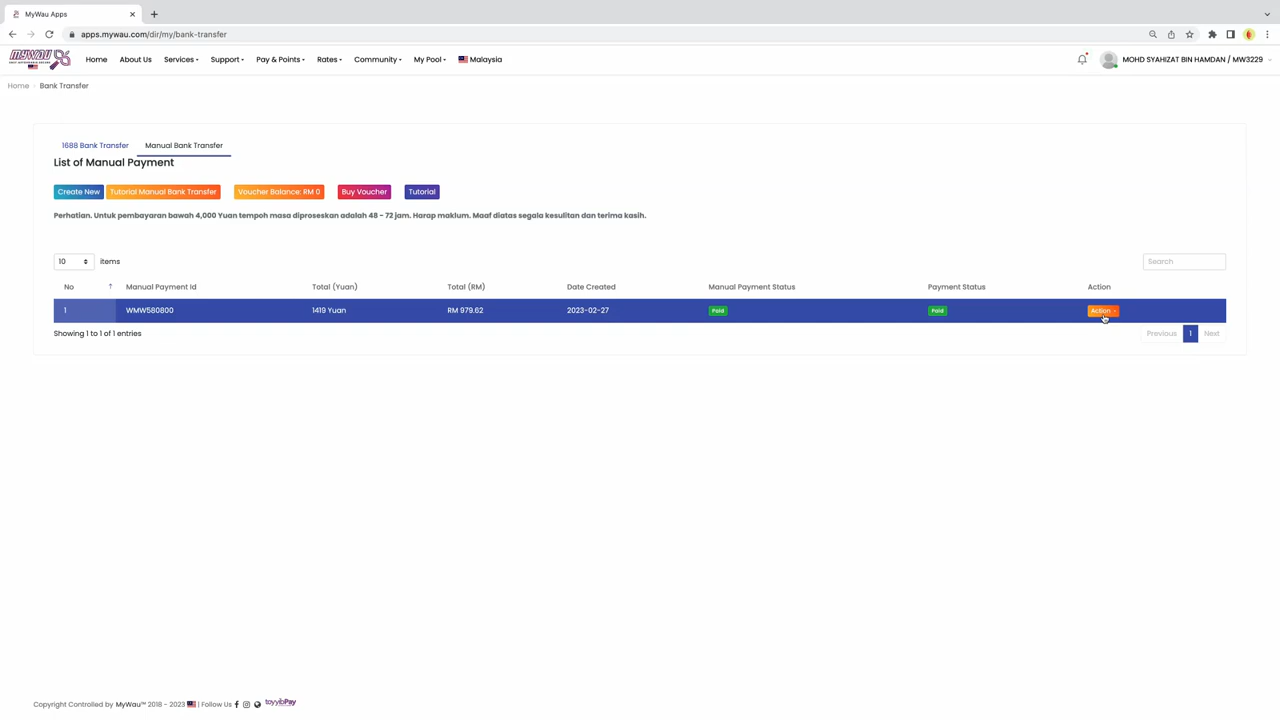 MyWau Apps
apps.mywau.com/dir/my/bank-transfer
MYWAU
Home About Us Services Support Pay & Points Rates Community My Pool Malaysia MOHD SYAHIZAT BIN HAMDAN / MW3229
Home Bank Transfer
1688 Bank Transfer Manual Bank Transfer
List of Manual Payment
Create New Tutorial Manual Bank Transfer Voucher Balance: RM 0 Buy Voucher Tutorial
Perhatian. Untuk pembayaran bawah 4,000 Yuan tempoh masa diproseskan adalah 48 - 72 jam. Harap maklum. Maaf diatas segala kesulitan dan terima kasih.
10 items Search
No Manual Payment Id Total (Yuan) Total (RM) Date Created Manual Payment Status Payment Status Action
1 WMW580800 1419 Yuan RM 979.62 2023-02-27 Paid Paid Action
Showing 1 to 1 of 1 entries Previous 1 Next
Copyright Controlled by MyWau™ 2018 - 2023 | Follow Us toyyibPay